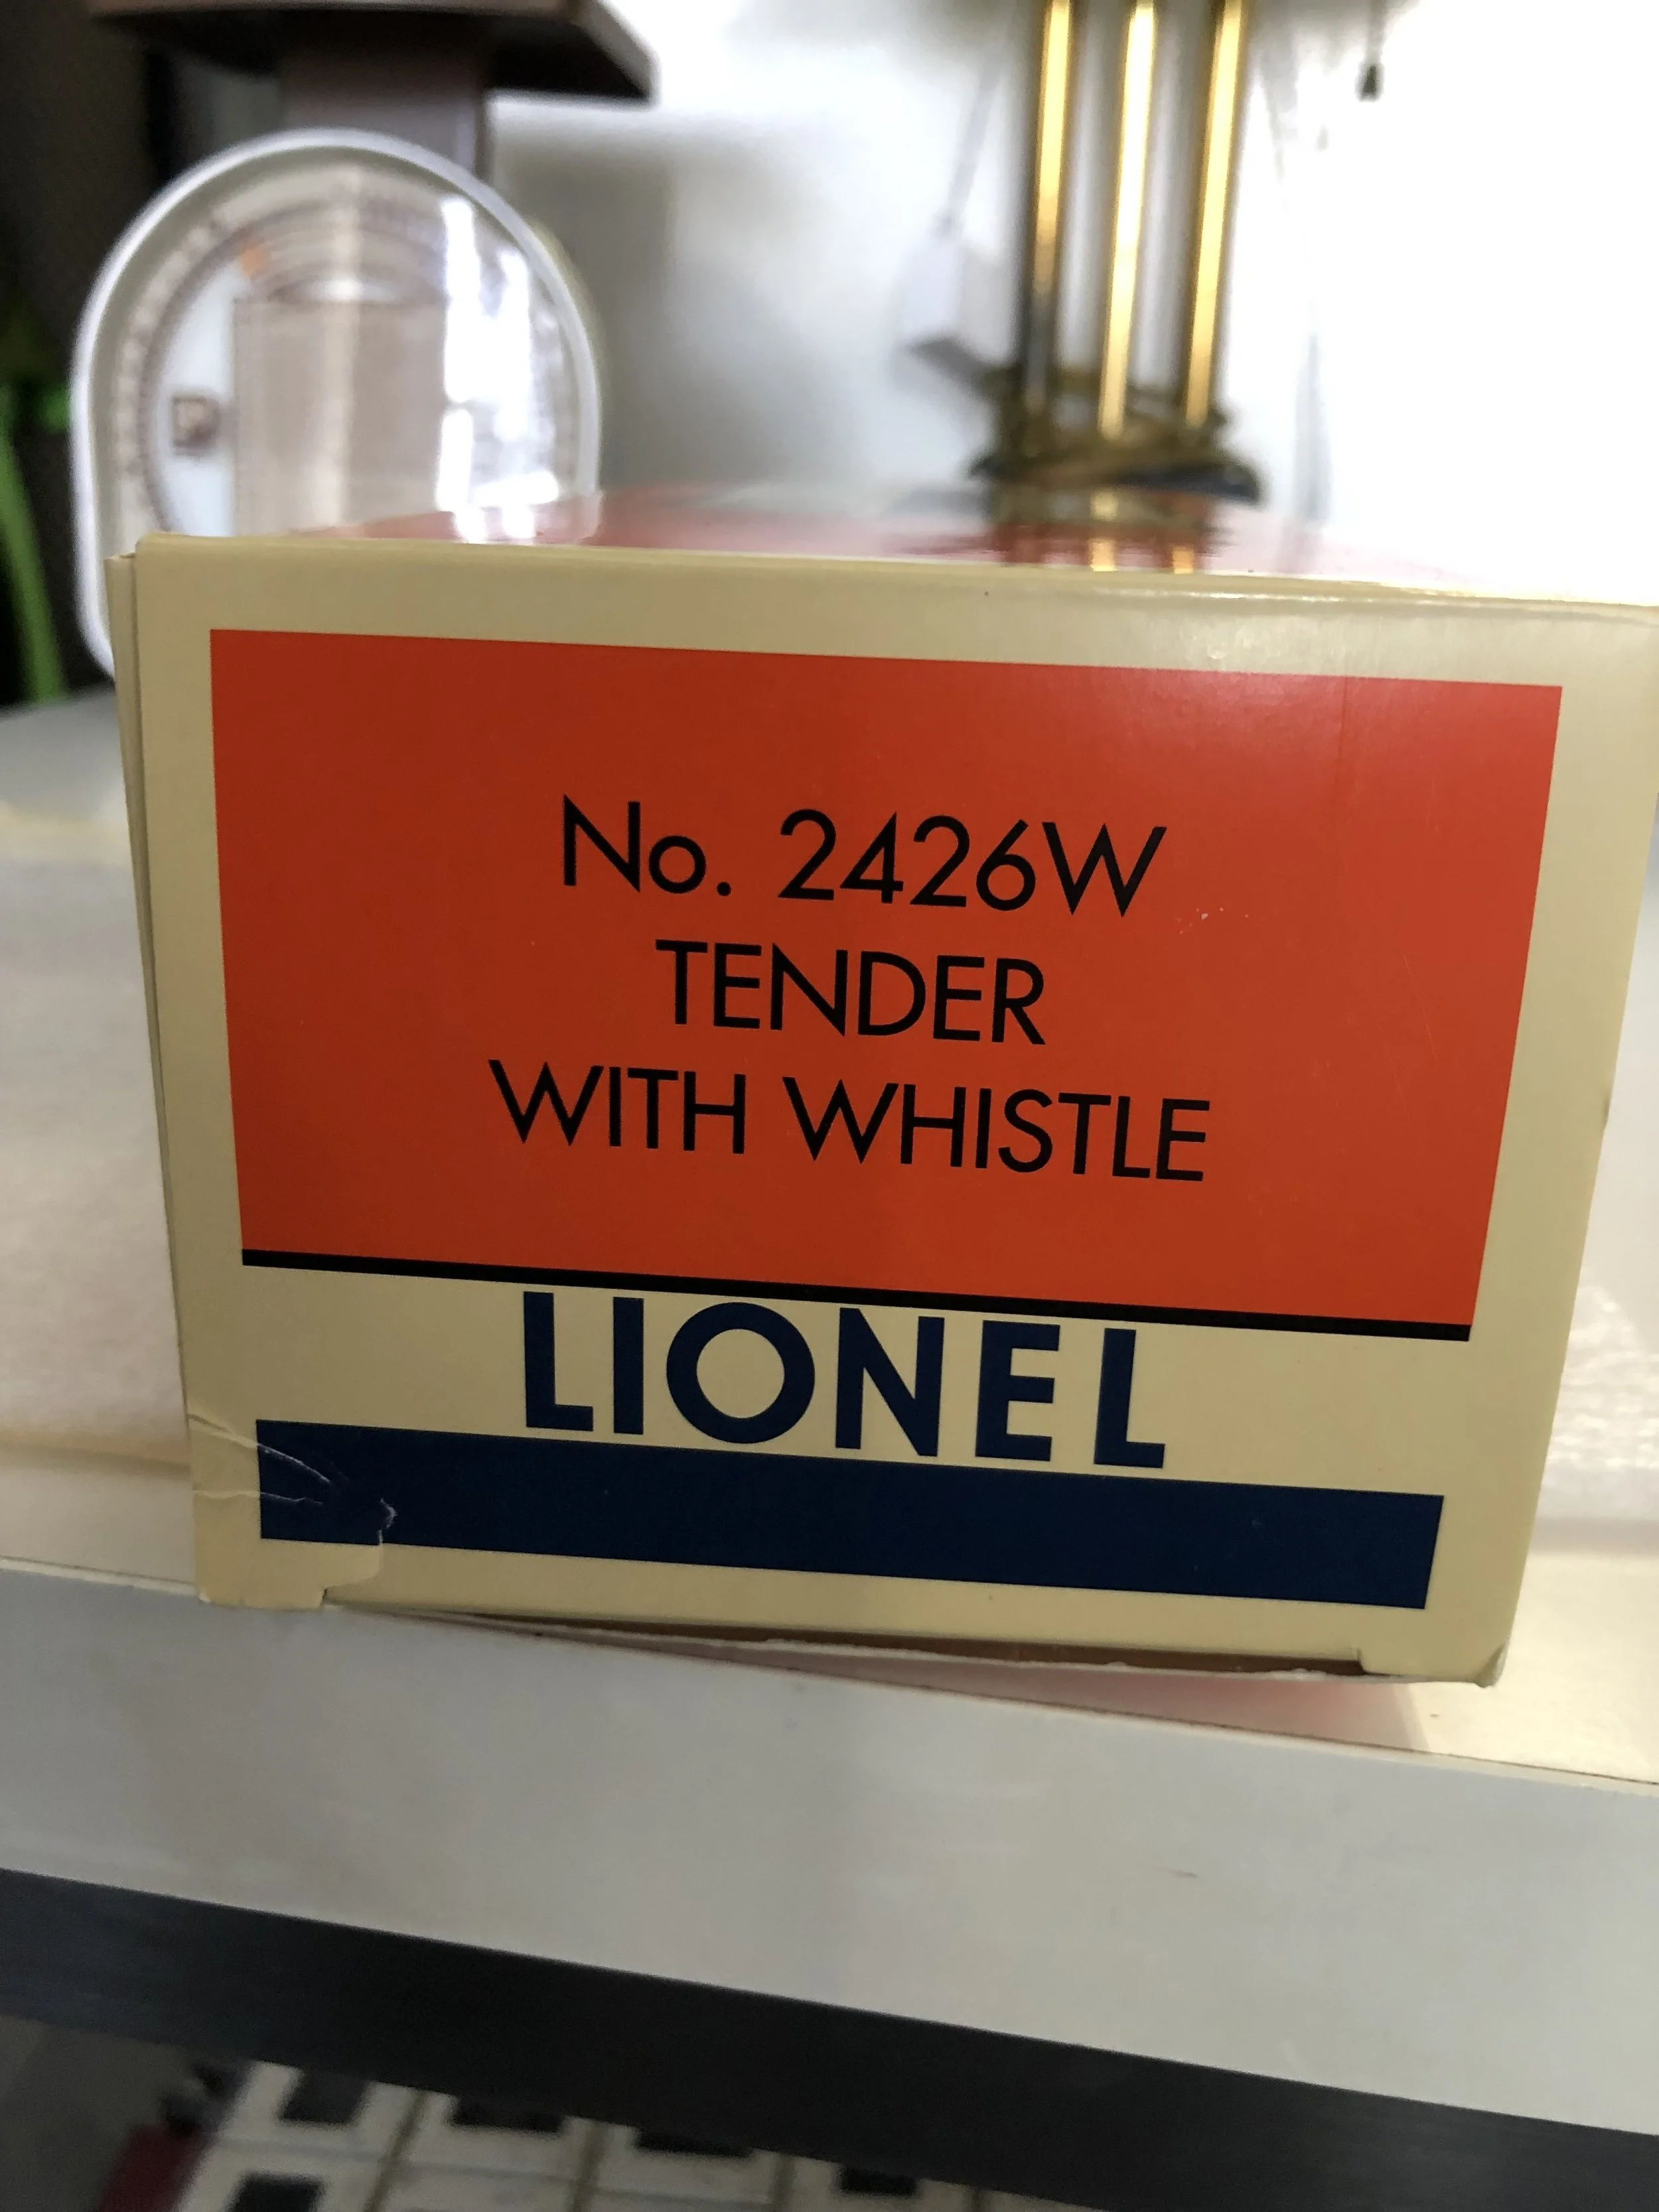 No. 2426W
TENDER
WITH WHISTLE
LIONEL